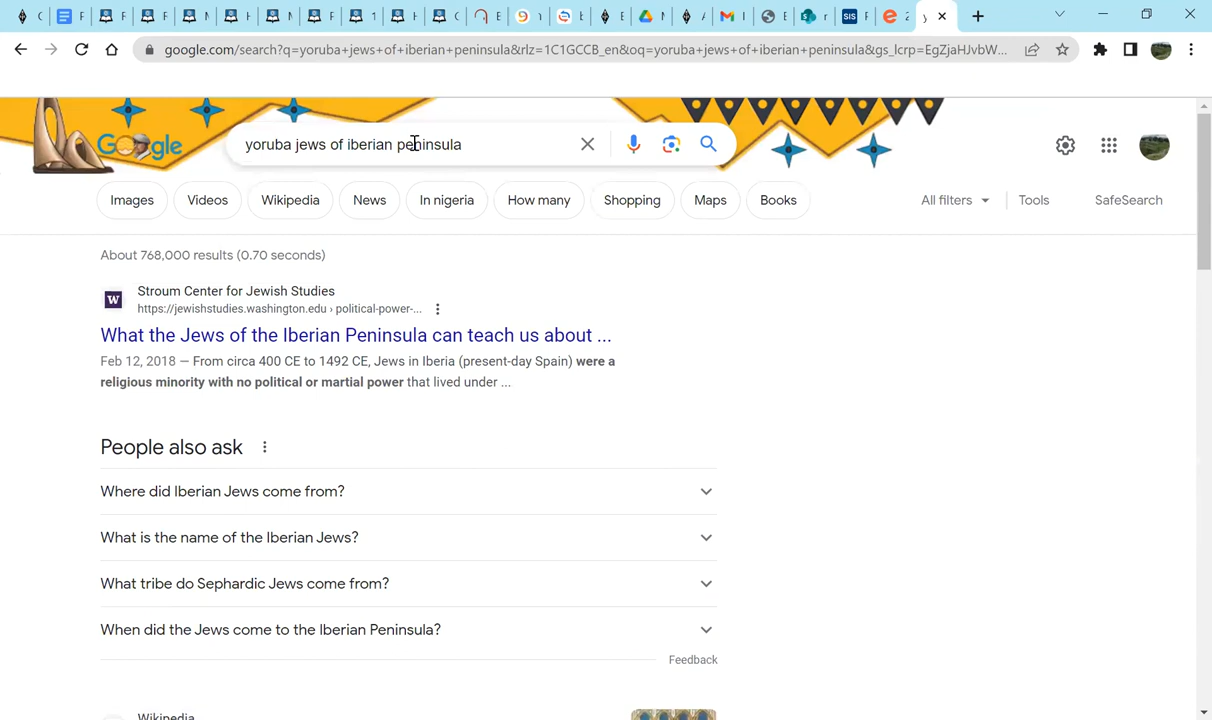 google.com/search?q=yoruba+jews+of+iberian+peninsula&rlz=1C1GCCB_en&oq=yoruba+jews+of+iberian+peninsula&gs_lcrp=EgZjaHJvbW...
Google
yoruba jews of iberian peninsula
Images Videos Wikipedia News In nigeria How many Shopping Maps Books All filters Tools SafeSearch
About 768,000 results (0.70 seconds)
W
Stroum Center for Jewish Studies
https://jewishstudies.washington.edu › political-power-...
What the Jews of the Iberian Peninsula can teach us about ...
Feb 12, 2018 — From circa 400 CE to 1492 CE, Jews in Iberia (present-day Spain) were a
religious minority with no political or martial power that lived under ...
People also ask
Where did Iberian Jews come from?
What is the name of the Iberian Jews?
What tribe do Sephardic Jews come from?
When did the Jews come to the Iberian Peninsula?
Feedback
Wikipedia